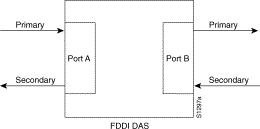 Primary
Primary
Port A
Port B
Secondary
Secondary
S1297a
FDDI DAS